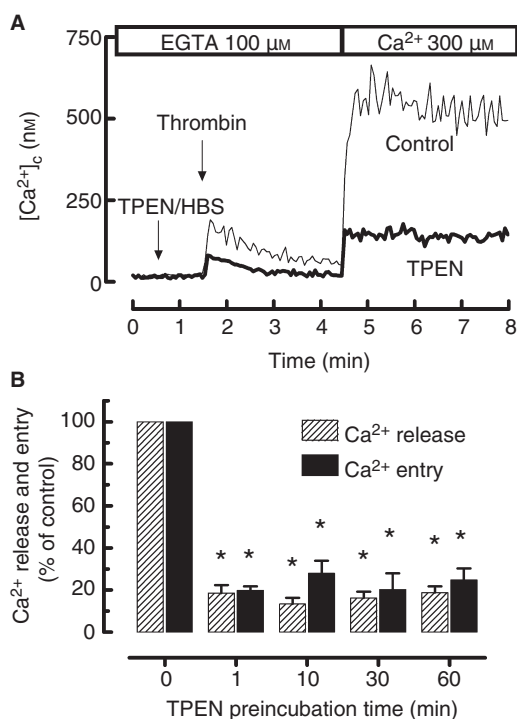 A
750
500
250
0
[Ca²⁺]c (nM)
EGTA 100 µM
Ca²⁺ 300 µM
Thrombin
TPEN/HBS
Control
TPEN
0 1 2 3 4 5 6 7 8
Time (min)
B
100
80
60
40
20
0
Ca²⁺ release and entry
(% of control)
Ca²⁺ release
Ca²⁺ entry
* * * * * * * *
0 1 10 30 60
TPEN preincubation time (min)